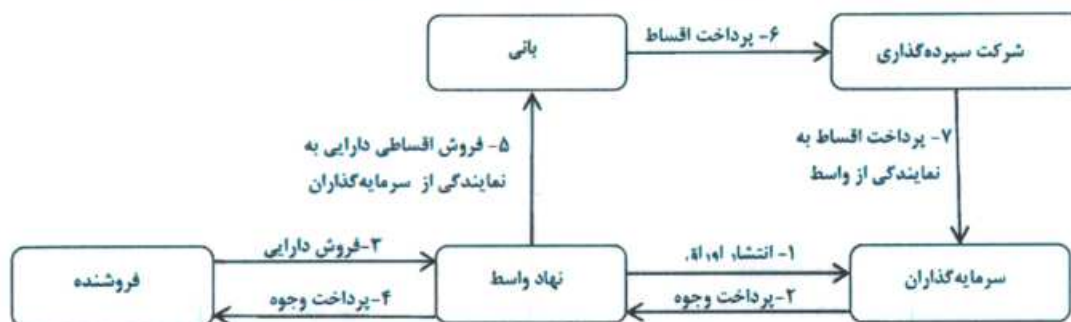 بانی
۶- پرداخت اقساط
شرکت سپرده‌گذاری
۵- فروش اقساطی دارایی به
نمایندگی از سرمایه‌گذاران
۷- پرداخت اقساط به
نمایندگی از واسط
فروشنده
۳-فروش دارایی
۴-پرداخت وجوه
نهاد واسط
۱- انتشار اوراق
۲-پرداخت وجوه
سرمایه‌گذاران